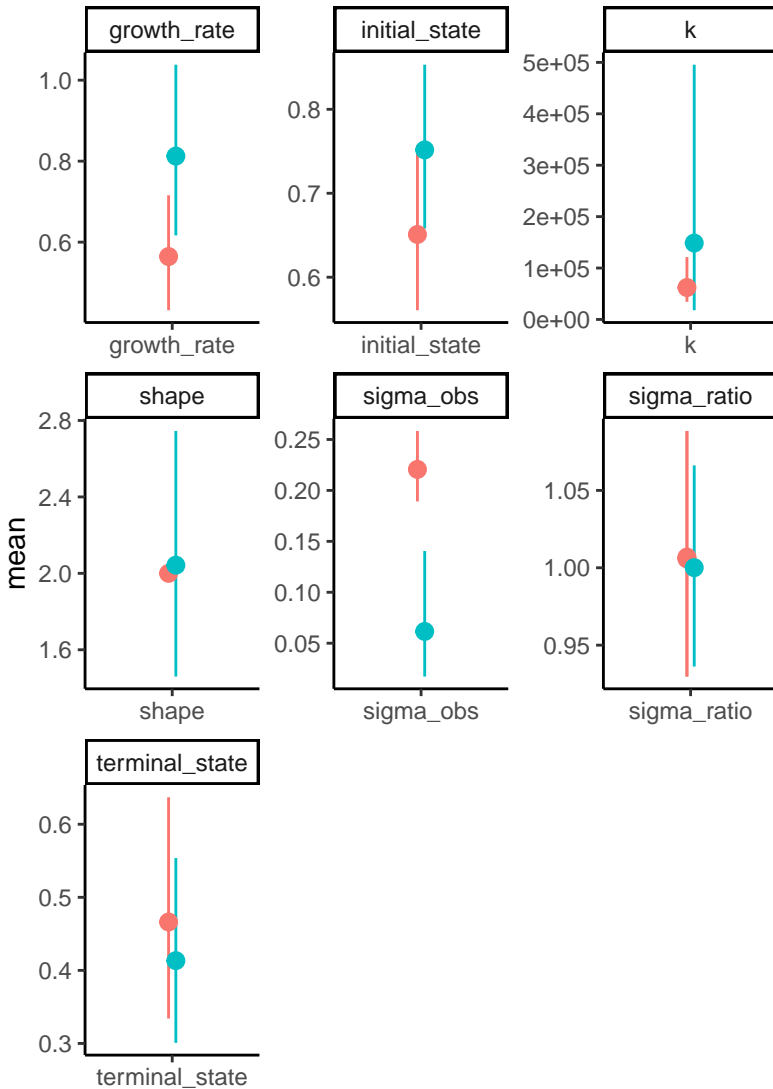 growth_rate
initial_state
k
1.0
0.8
0.6
0.8
0.7
0.6
5e+05
4e+05
3e+05
2e+05
1e+05
0e+00
growth_rate
initial_state
k
shape
sigma_obs
sigma_ratio
mean
2.8
2.4
2.0
1.6
0.25
0.20
0.15
0.10
0.05
1.05
1.00
0.95
shape
sigma_obs
sigma_ratio
terminal_state
0.6
0.5
0.4
0.3
terminal_state